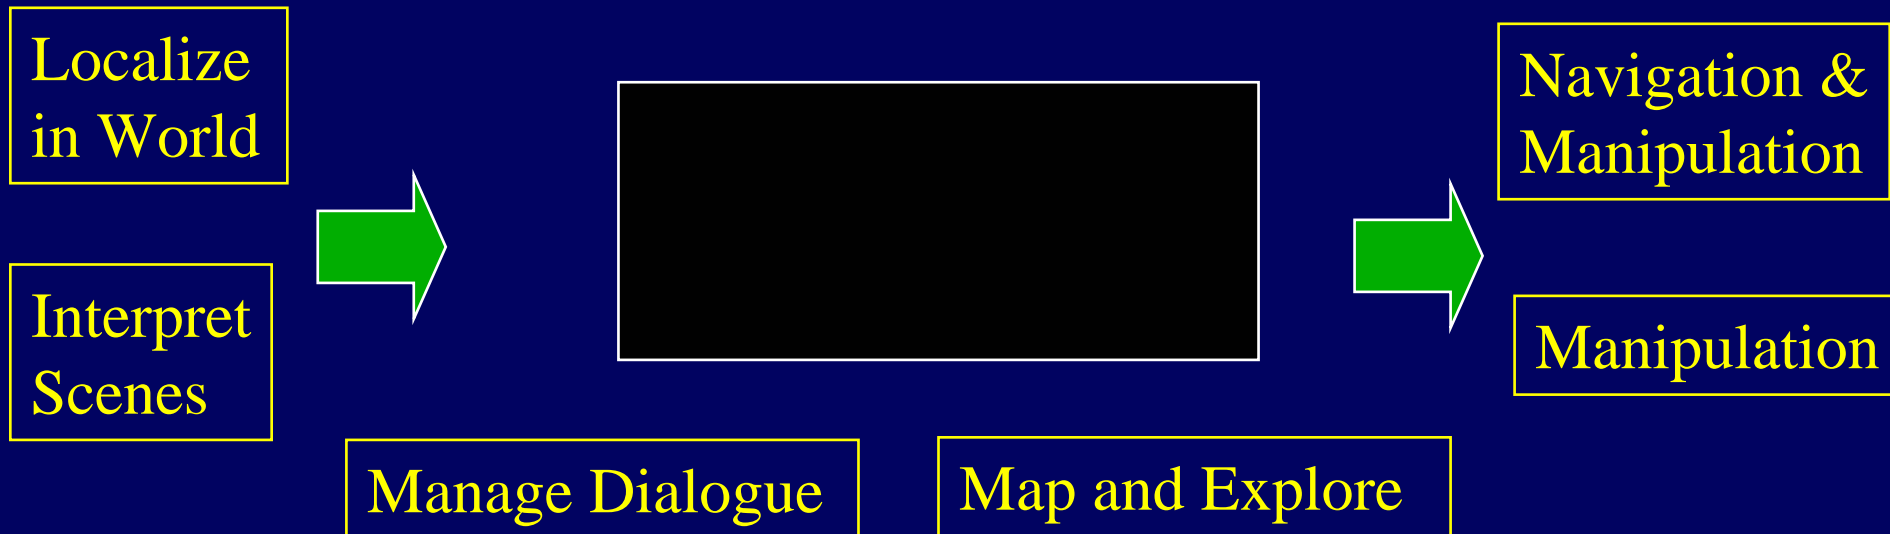 Localize
in World
Interpret
Scenes
Manage Dialogue
Map and Explore
Navigation &
Manipulation
Manipulation